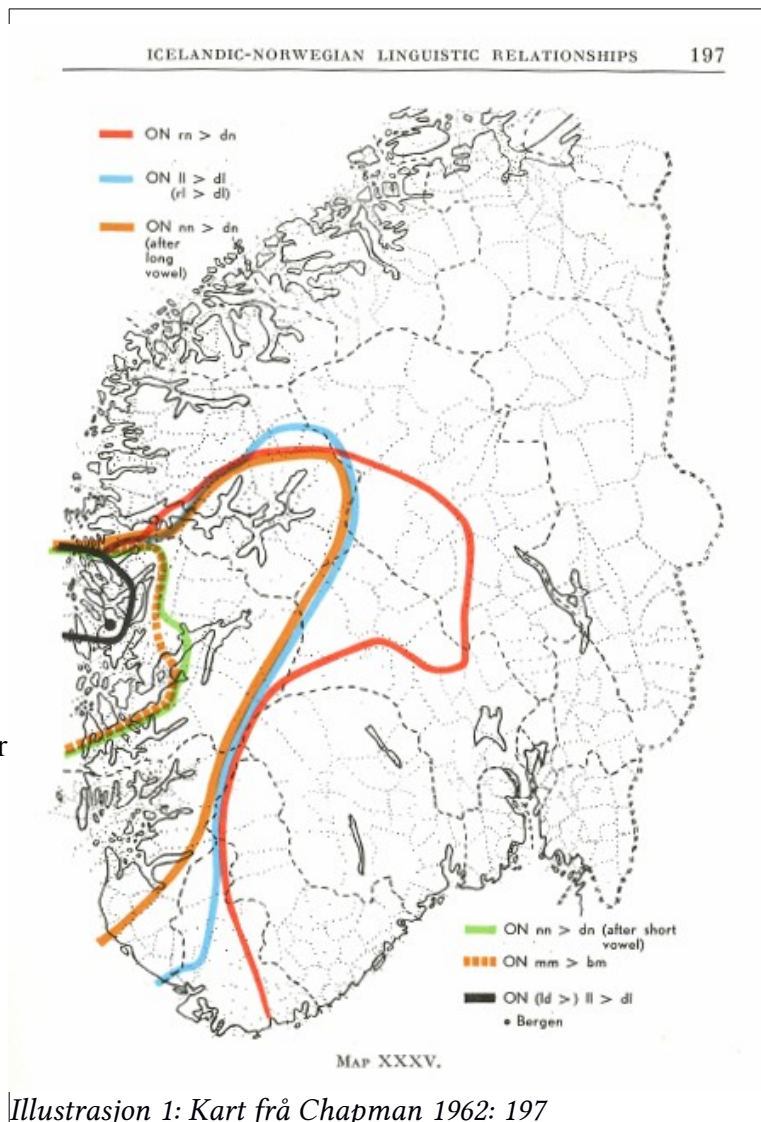 ICELANDIC-NORWEGIAN LINGUISTIC RELATIONSHIPS 197
ON rn > dn
ON ll > dl
(rl > dl)
ON nn > dn
(after
long
vowel)
r
ON nn > dn (after short
vowel)
ON mm > bm
ON (ld >) ll > dl
• Bergen
MAP XXXV.
Illustrasjon 1: Kart frå Chapman 1962: 197